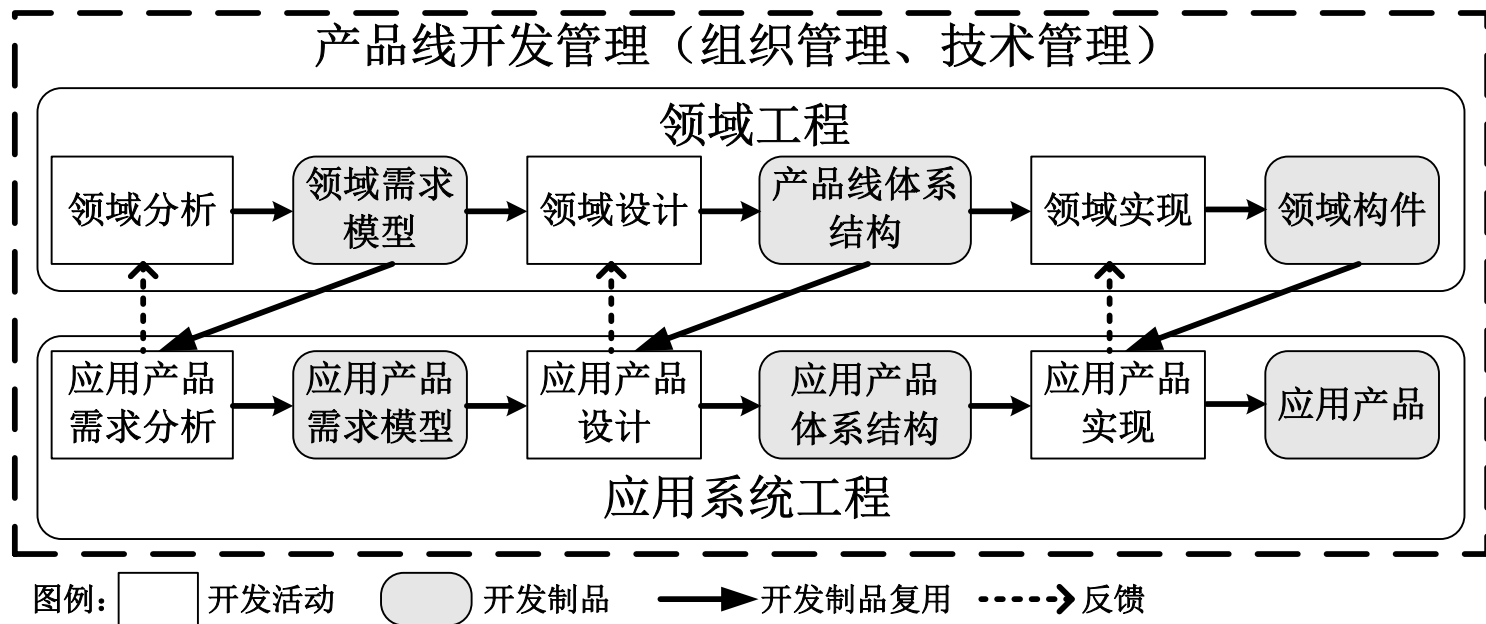 产品线开发管理（组织管理、技术管理）
领域工程
领域分析
领域需求
模型
领域设计
产品线体系
结构
领域实现
领域构件
应用产品
需求分析
应用产品
需求模型
应用产品
设计
应用产品
体系结构
应用产品
实现
应用产品
应用系统工程
图例：
开发活动
开发制品
开发制品复用
反馈